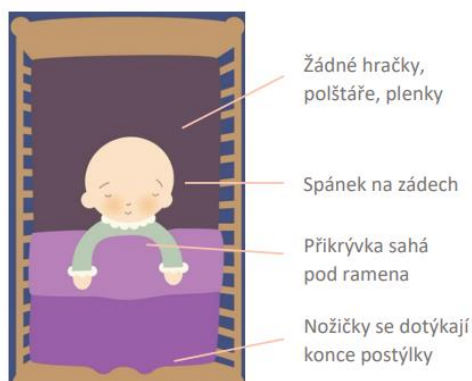 Žádné hračky,
polštáře, plenky
Spánek na zádech
Přikrývka sahá
pod ramena
Nožičky se dotýkají
konce postýlky